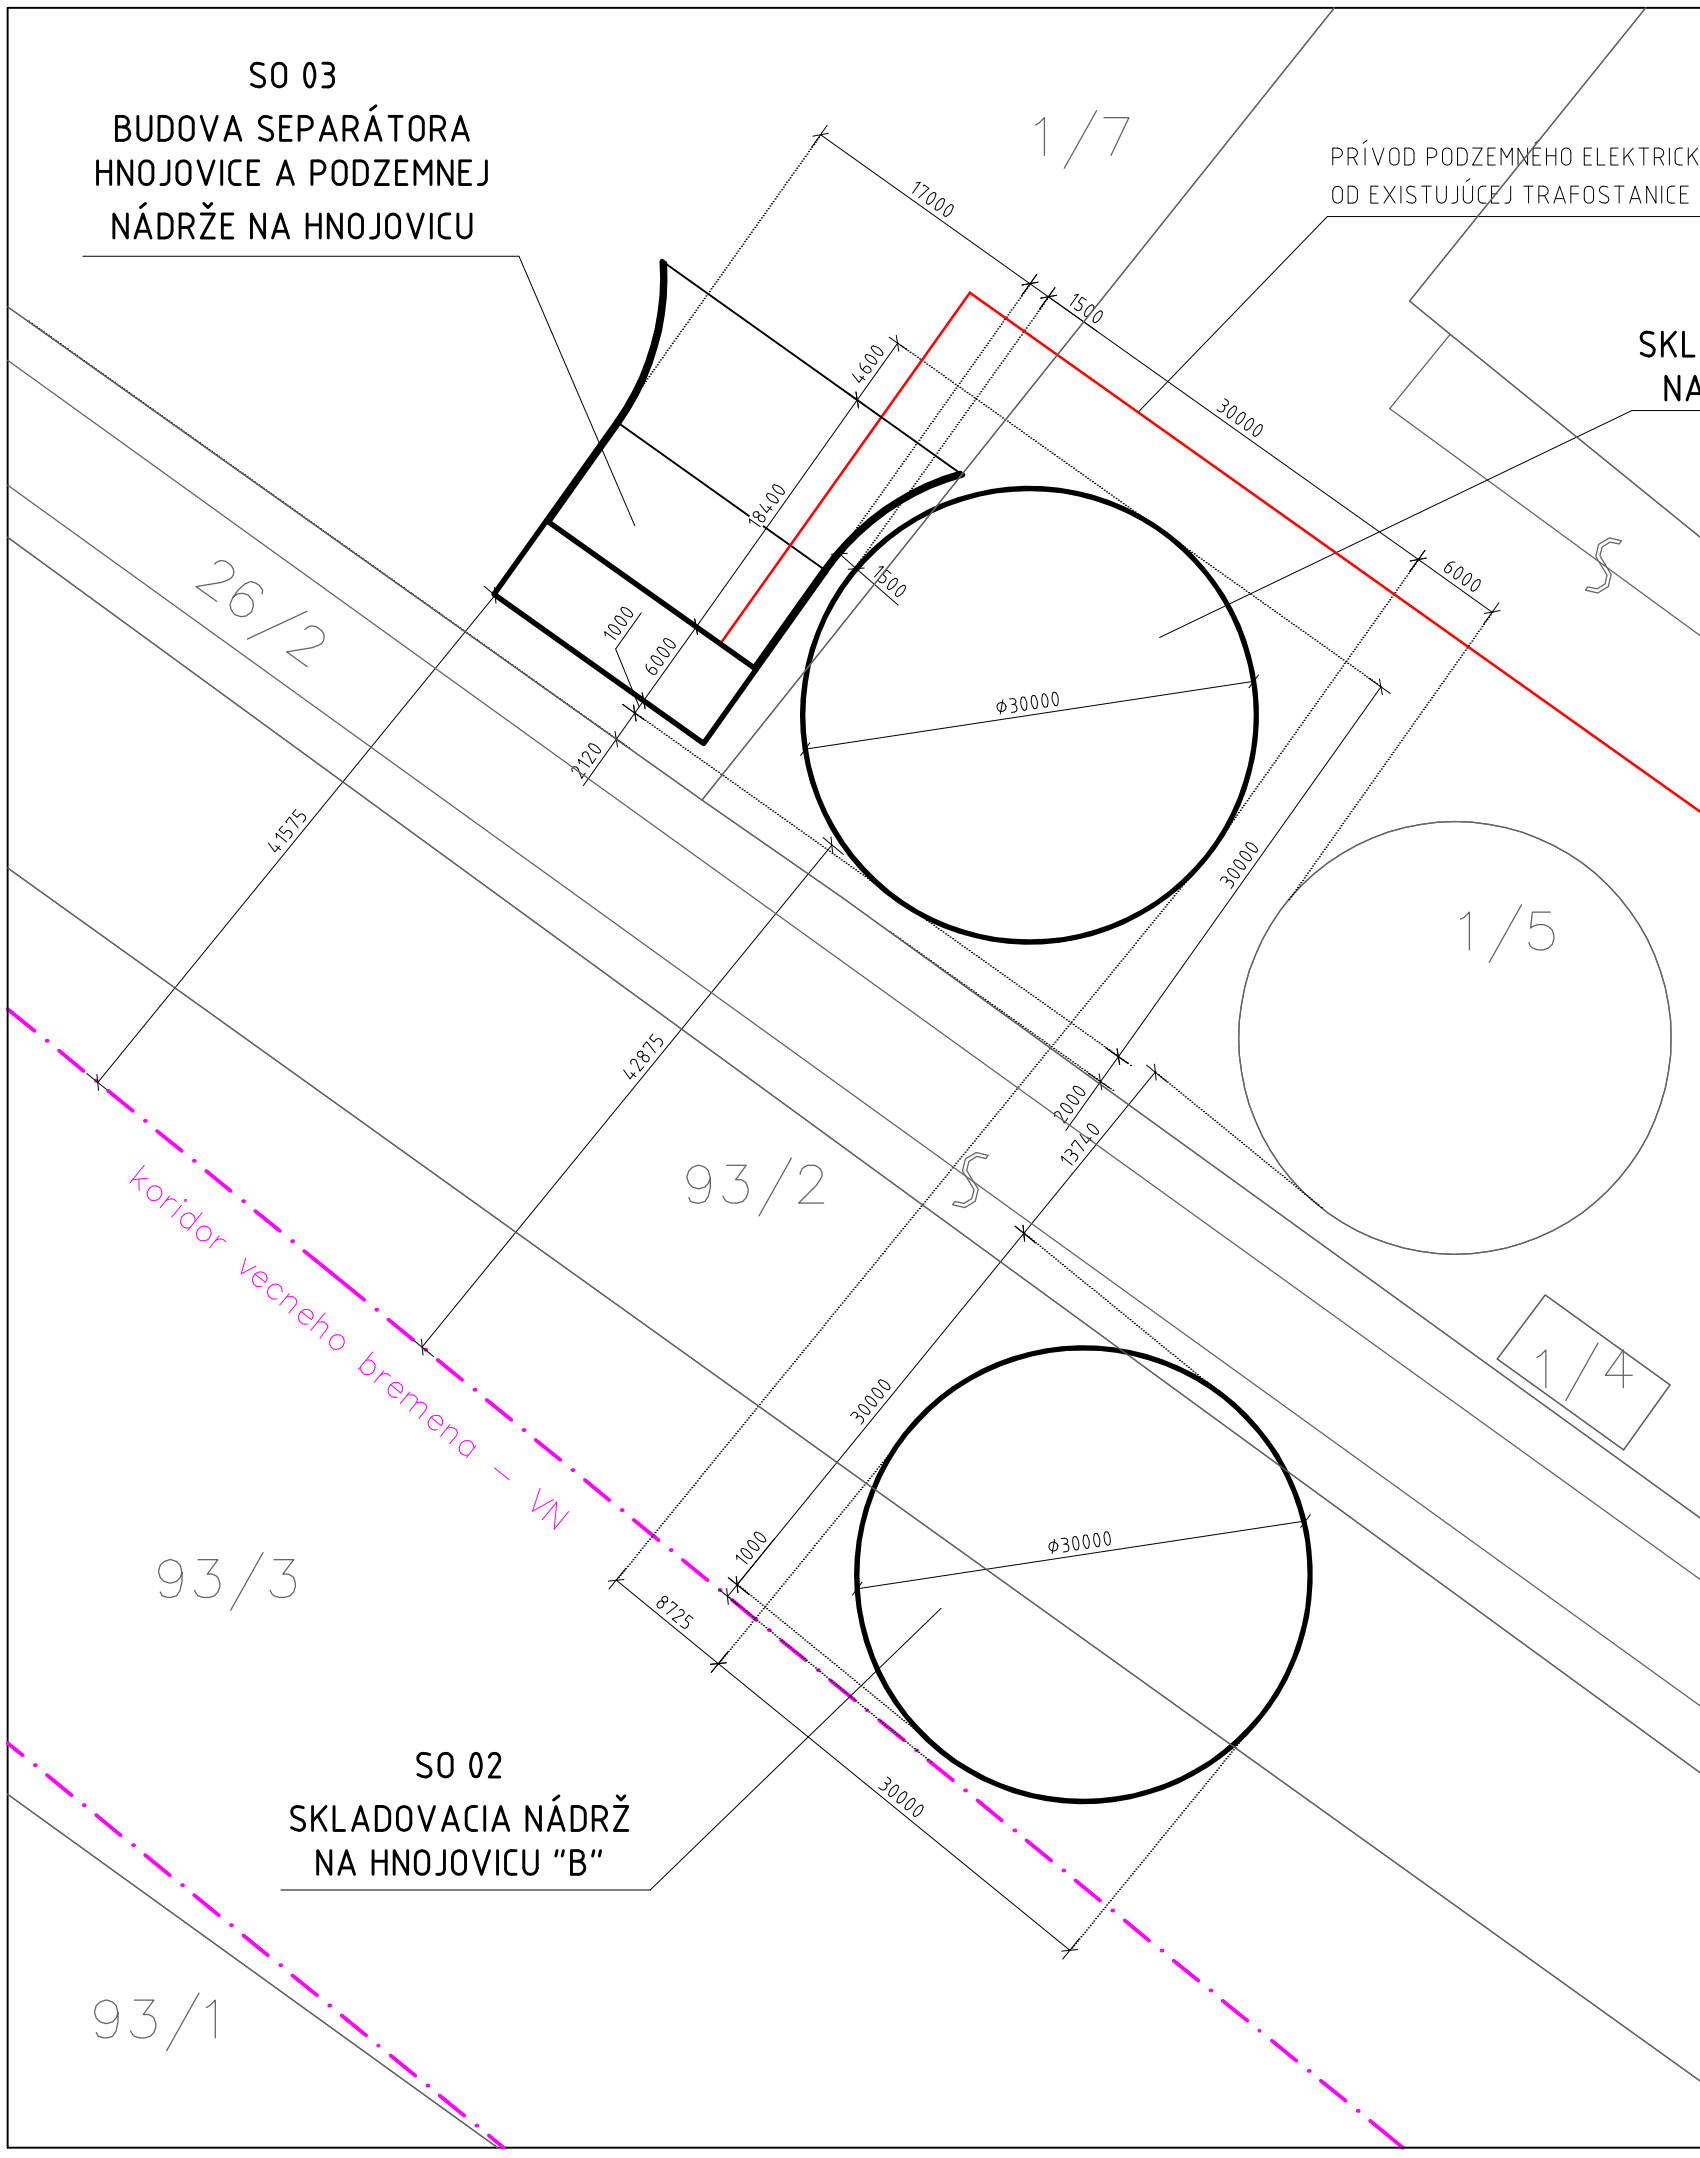 SO 03
BUDOVA SEPARÁTORA
HNOJOVICE A PODZEMNEJ
NÁDRŽE NA HNOJOVICU
1/7
PRÍVOD PODZEMNÉHO ELEKTRICK
OD EXISTUJÚCEJ TRAFOSTANICE
17000
1500
4600
30000
SKL
NA
18400
1500
6000
26/2
1000
6000
2120
ø30000
41575
30000
1/5
42875
2000
13740
93/2
koridor vecneho bremena - VN
1/4
30000
1000
ø30000
93/3
8725
30000
SO 02
SKLADOVACIA NÁDRŽ
NA HNOJOVICU "B"
93/1